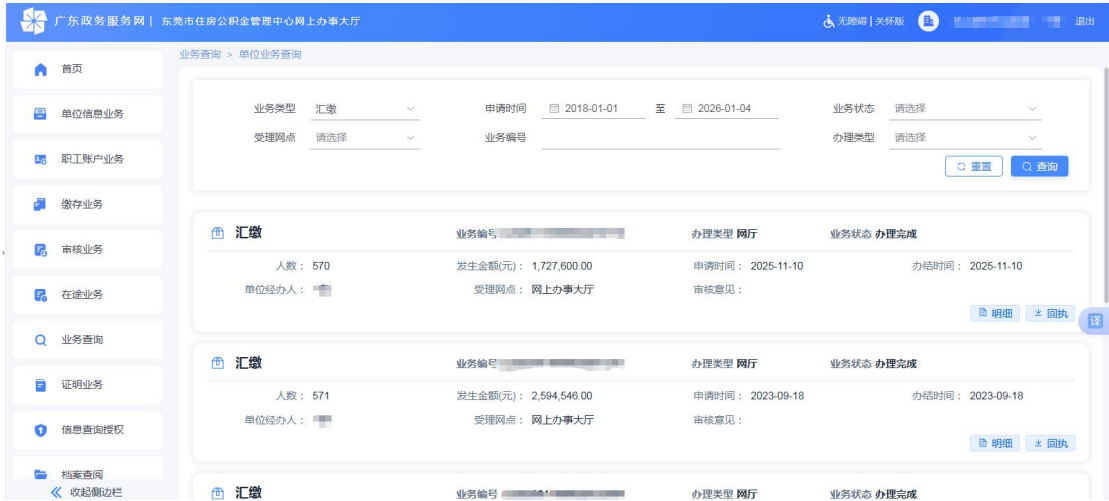 广东政务服务网 | 东莞市住房公积金管理中心网上办事大厅 无障碍 | 关怀版 退出
业务查询 > 单位业务查询
首页
单位信息业务
职工账户业务
缴存业务
审核业务
在途业务
业务查询
证明业务
信息查询授权
档案查阅
收起侧边栏
业务类型 汇缴 申请时间 2018-01-01 至 2026-01-04 业务状态 请选择
受理网点 请选择 业务编号 办理类型 请选择
重置 查询
汇缴 业务编号 办理类型 网厅 业务状态 办理完成
人数： 570 发生金额(元)： 1,727,600.00 申请时间： 2025-11-10 办结时间： 2025-11-10
单位经办人： 受理网点： 网上办事大厅 审核意见：
明细 回执
译
汇缴 业务编号 办理类型 网厅 业务状态 办理完成
人数： 571 发生金额(元)： 2,594,546.00 申请时间： 2023-09-18 办结时间： 2023-09-18
单位经办人： 受理网点： 网上办事大厅 审核意见：
明细 回执
汇缴 业务编号 办理类型 网厅 业务状态 办理完成